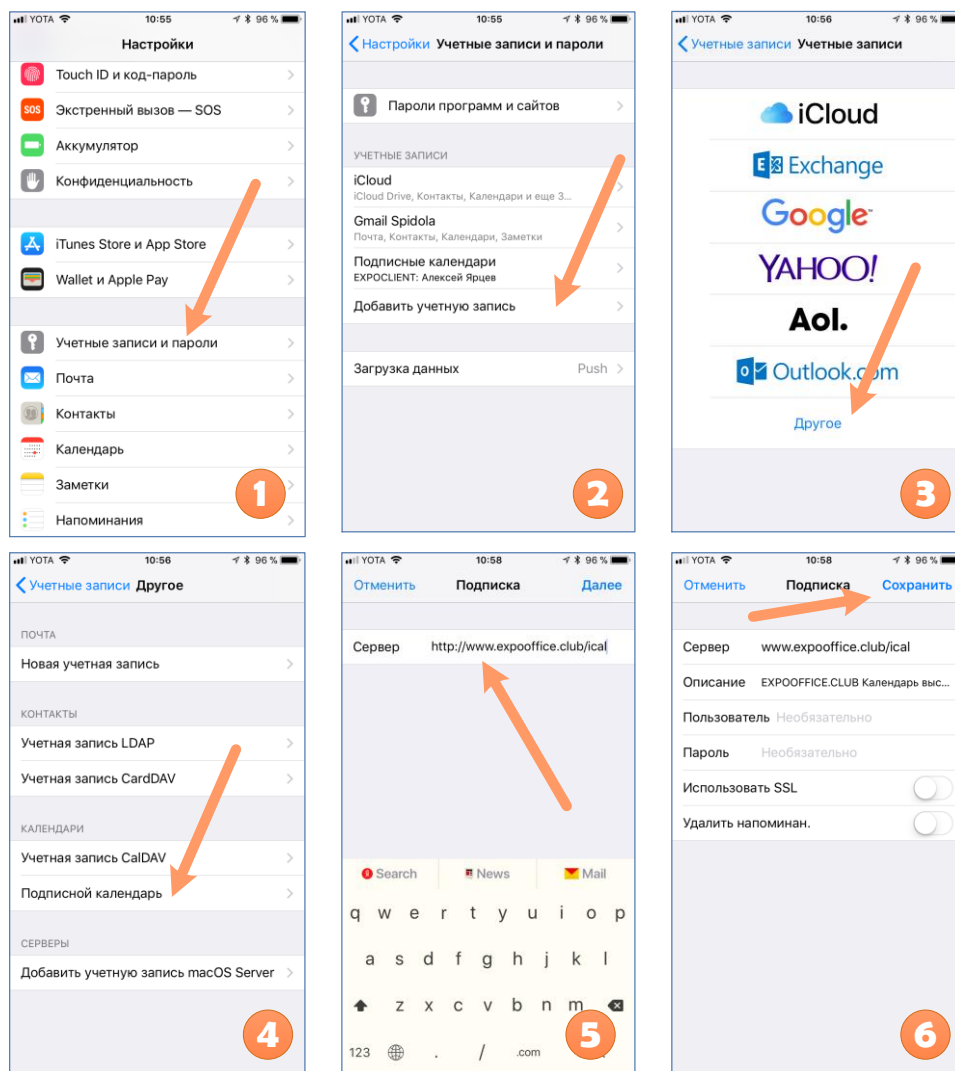 YOTA 10:55 96 %
Настройки
Touch ID и код-пароль
SOS Экстренный вызов — SOS
Аккумулятор
Конфиденциальность
iTunes Store и App Store
Wallet и Apple Pay
Учетные записи и пароли
Почта
Контакты
Календарь
Заметки
Напоминания
1
YOTA 10:55 96 %
Настройки Учетные записи и пароли
Пароли программ и сайтов
УЧЕТНЫЕ ЗАПИСИ
iCloud
iCloud Drive, Контакты, Календари и еще 3...
Gmail Spidola
Почта, Контакты, Календари, Заметки
Подписные календари
EXPOCLIENT: Алексей Ярцев
Добавить учетную запись
Загрузка данных Push
2
YOTA 10:56 96 %
Учетные записи Учетные записи
iCloud
E Exchange
Google
YAHOO!
Aol.
o Outlook.com
Другое
3
YOTA 10:56 96 %
Учетные записи Другое
ПОЧТА
Новая учетная запись
КОНТАКТЫ
Учетная запись LDAP
Учетная запись CardDAV
КАЛЕНДАРИ
Учетная запись CalDAV
Подписной календарь
СЕРВЕРЫ
Добавить учетную запись macOS Server
4
YOTA 10:58 96 %
Отменить Подписка Далее
Сервер http://www.expooffice.club/ical
Search News Mail
q w e r t y u i o p
a s d f g h j k l
z x c v b n m
123 . / .com
5
YOTA 10:58 96 %
Отменить Подписка Сохранить
Сервер www.expooffice.club/ical
Описание EXPOOFFICE.CLUB Календарь выс...
Пользователь Необязательно
Пароль Необязательно
Использовать SSL
Удалить напоминан.
6